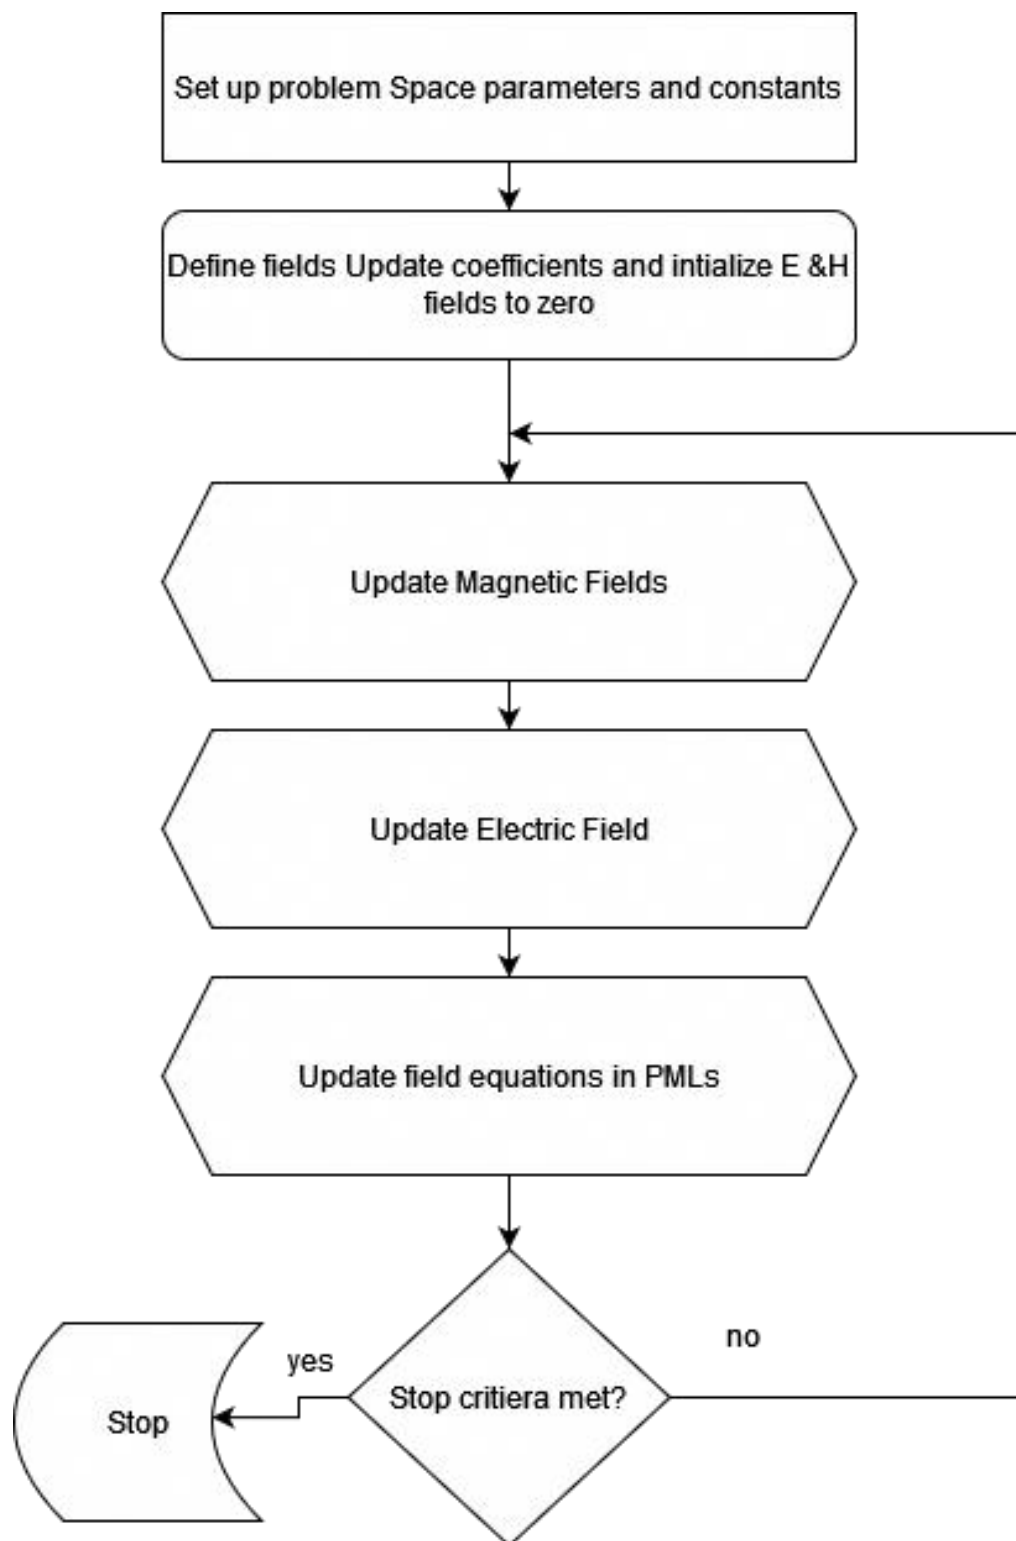 Set up problem Space parameters and constants
Define fields Update coefficients and intialize E &H
fields to zero
Update Magnetic Fields
Update Electric Field
Update field equations in PMLs
no
yes
Stop critiera met?
Stop